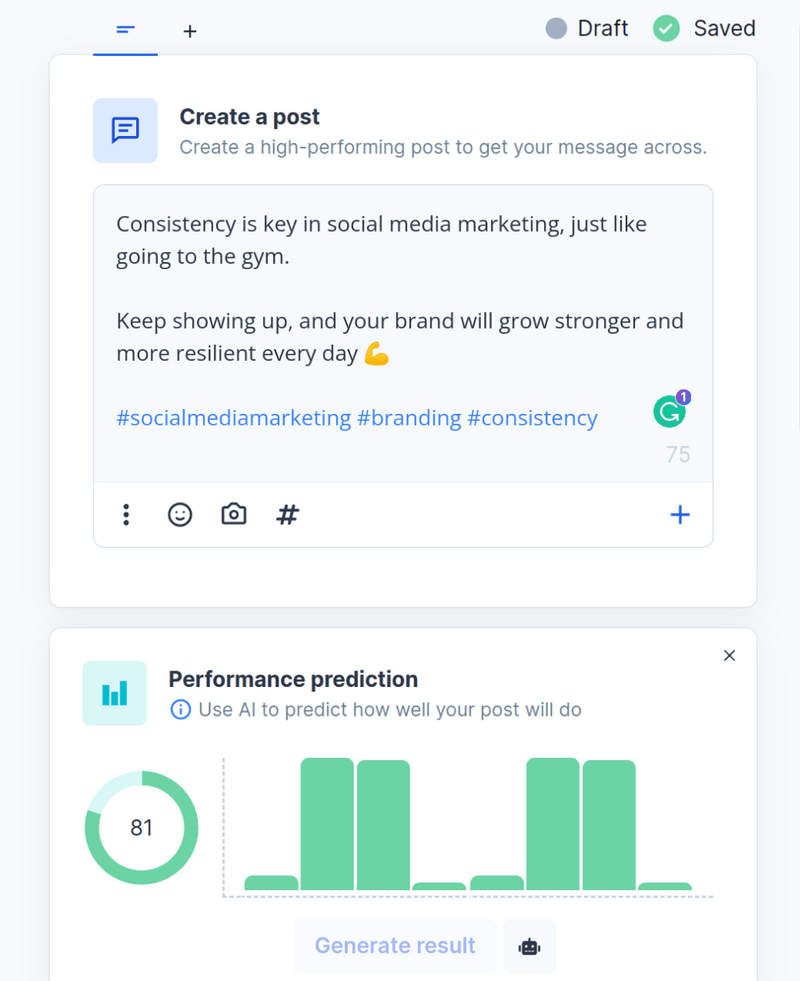 Draft Saved
Create a post
Create a high-performing post to get your message across.
Consistency is key in social media marketing, just like
going to the gym.
Keep showing up, and your brand will grow stronger and
more resilient every day 💪
#socialmediamarketing #branding #consistency
1
75
Performance prediction
Use AI to predict how well your post will do
81
Generate result